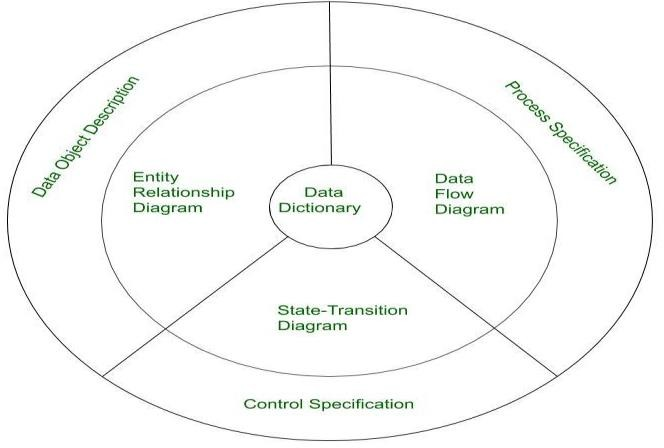 Data Object Description
Process Specification
Entity
Relationship
Diagram
Data
Dictionary
Data
Flow
Diagram
State-Transition
Diagram
Control Specification